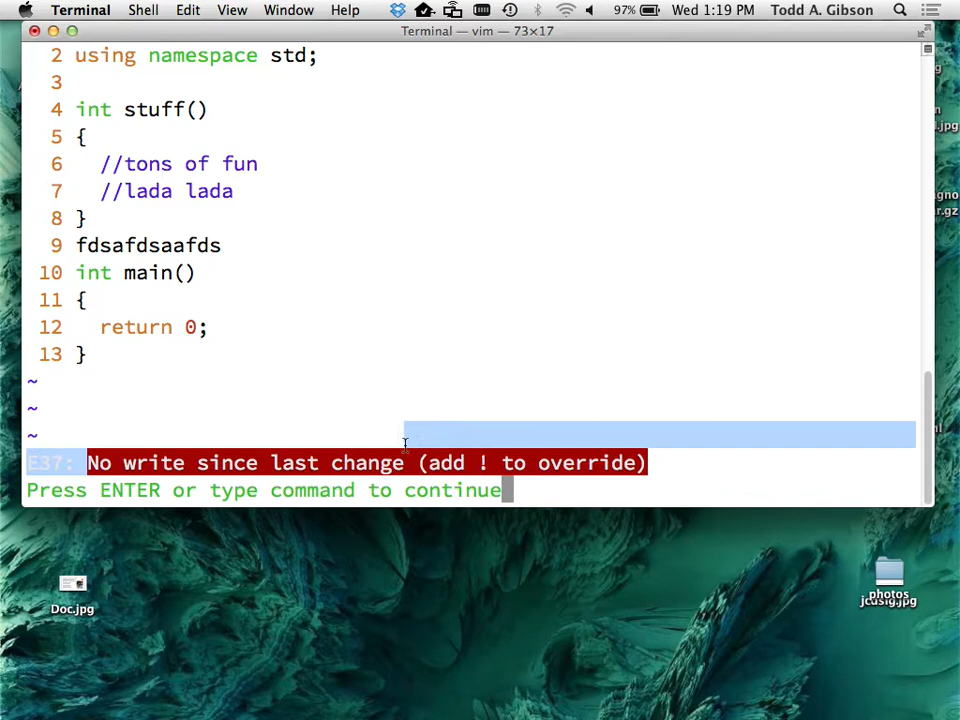 Terminal Shell Edit View Window Help 97% Wed 1:19 PM Todd A. Gibson
Terminal — vim — 73×17
2 using namespace std;
3
4 int stuff()
5 {
6 //tons of fun
7 //lada lada
8 }
9 fdsafdsaafds
10 int main()
11 {
12 return 0;
13 }
~
~
~
E37: No write since last change (add ! to override)
Press ENTER or type command to continue
Doc.jpg
photos
jcusig.jpg